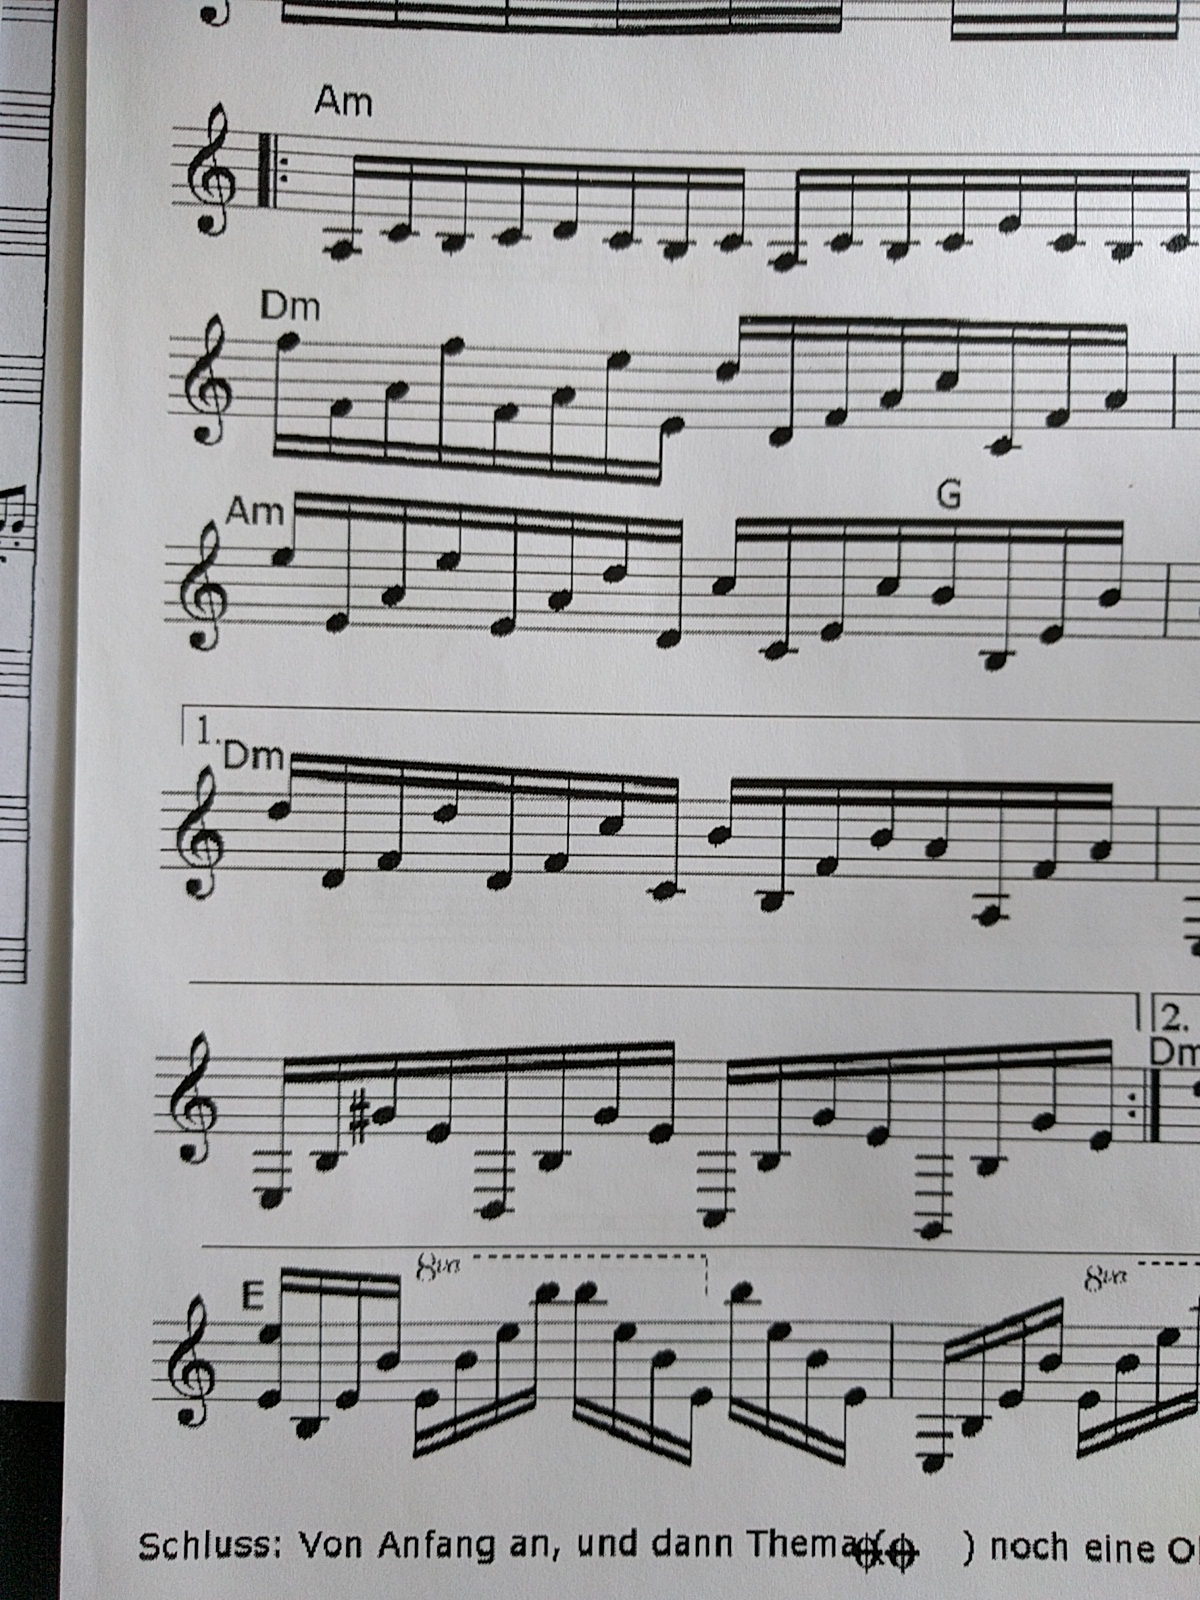 Am
Dm
Am G
1. Dm
2.
Dm
E 8va 8va
Schluss: Von Anfang an, und dann Thema( ) noch eine